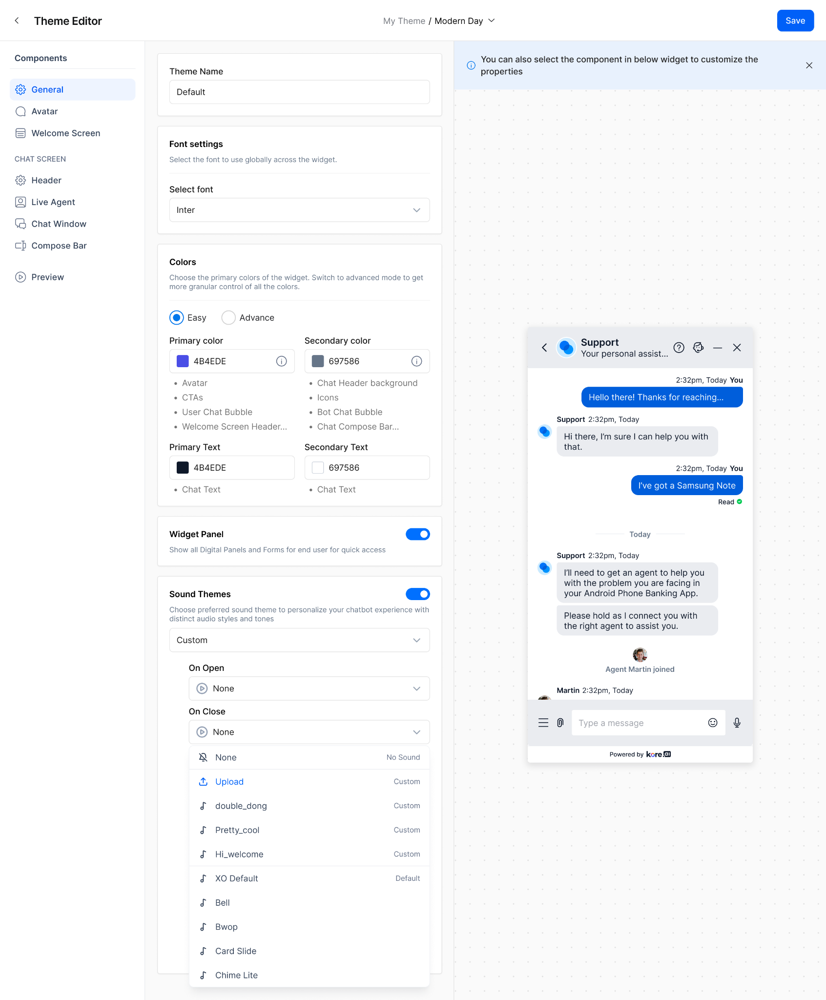 Theme Editor
My Theme / Modern Day
Save
Components
General
Avatar
Welcome Screen
CHAT SCREEN
Header
Live Agent
Chat Window
Compose Bar
Preview
Theme Name
Default
Font settings
Select the font to use globally across the widget.
Select font
Inter
Colors
Choose the primary colors of the widget. Switch to advanced mode to get
more granular control of all the colors.
Easy
Advance
Primary color
4B4EDE
• Avatar
• CTAs
• User Chat Bubble
• Welcome Screen Header...
Secondary color
697586
• Chat Header background
• Icons
• Bot Chat Bubble
• Chat Compose Bar...
Primary Text
4B4EDE
• Chat Text
Secondary Text
697586
• Chat Text
Widget Panel
Show all Digital Panels and Forms for end user for quick access
Sound Themes
Choose preferred sound theme to personalize your chatbot experience with
distinct audio styles and tones
Custom
On Open
None
On Close
None
None No Sound
Upload Custom
double_dong Custom
Pretty_cool Custom
Hi_welcome Custom
XO Default Default
Bell
Bwop
Card Slide
Chime Lite
You can also select the component in below widget to customize the
properties
Support
Your personal assist...
2:32pm, Today You
Hello there! Thanks for reaching...
Support 2:32pm, Today
Hi there, I’m sure I can help you with
that.
2:32pm, Today You
I’ve got a Samsung Note
Read
Today
Support 2:32pm, Today
I’ll need to get an agent to help you
with the problem you are facing in
your Android Phone Banking App.
Please hold as I connect you with
the right agent to assist you.
Agent Martin joined
Martin 2:32pm, Today
Type a message
Powered by kore.ai